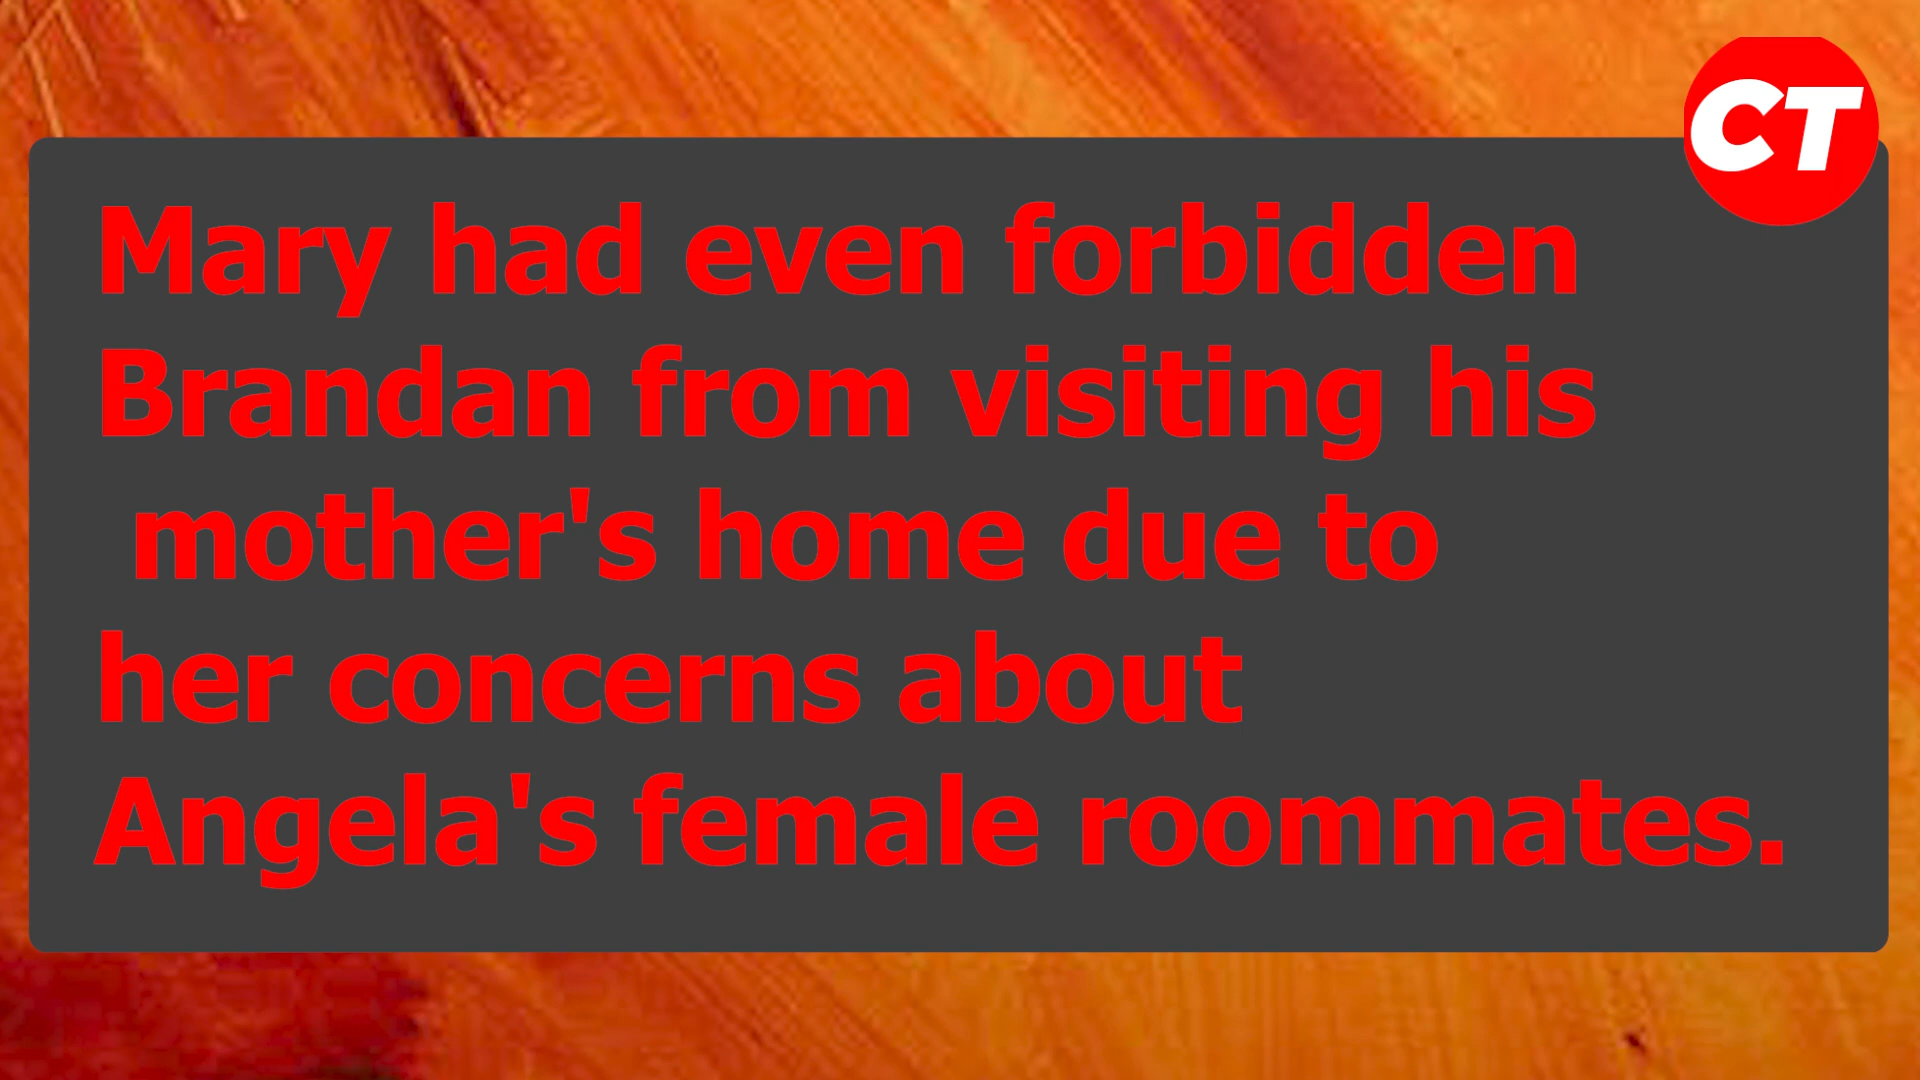 CT
Mary had even forbidden
Brandan from visiting his
mother's home due to
her concerns about
Angela's female roommates.